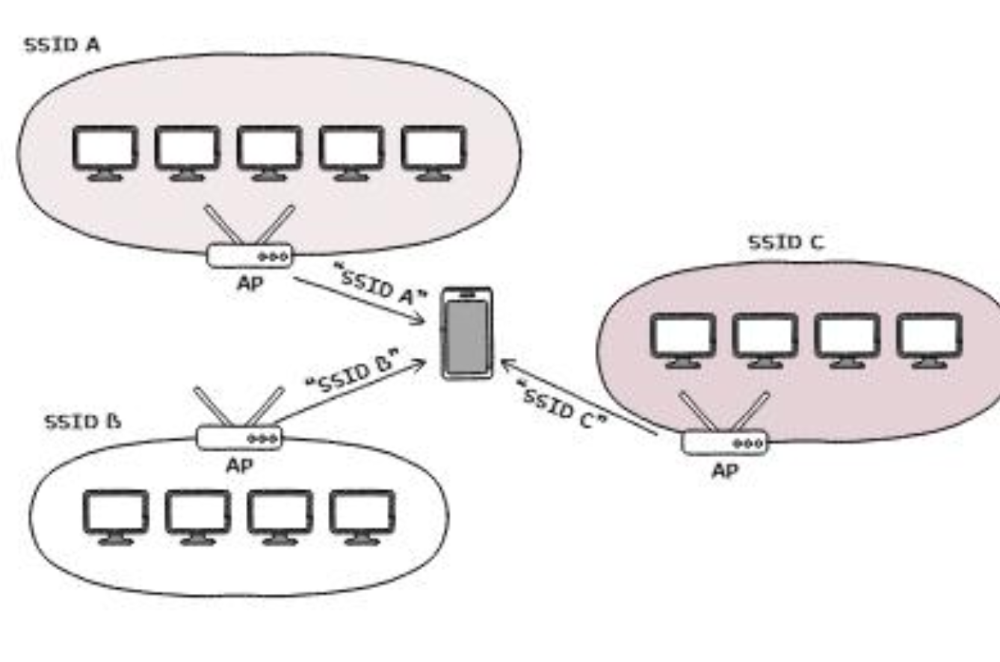 SSID A
AP
"SSID A"
SSID C
"SSID B"
"SSID C"
SSID B
AP
AP